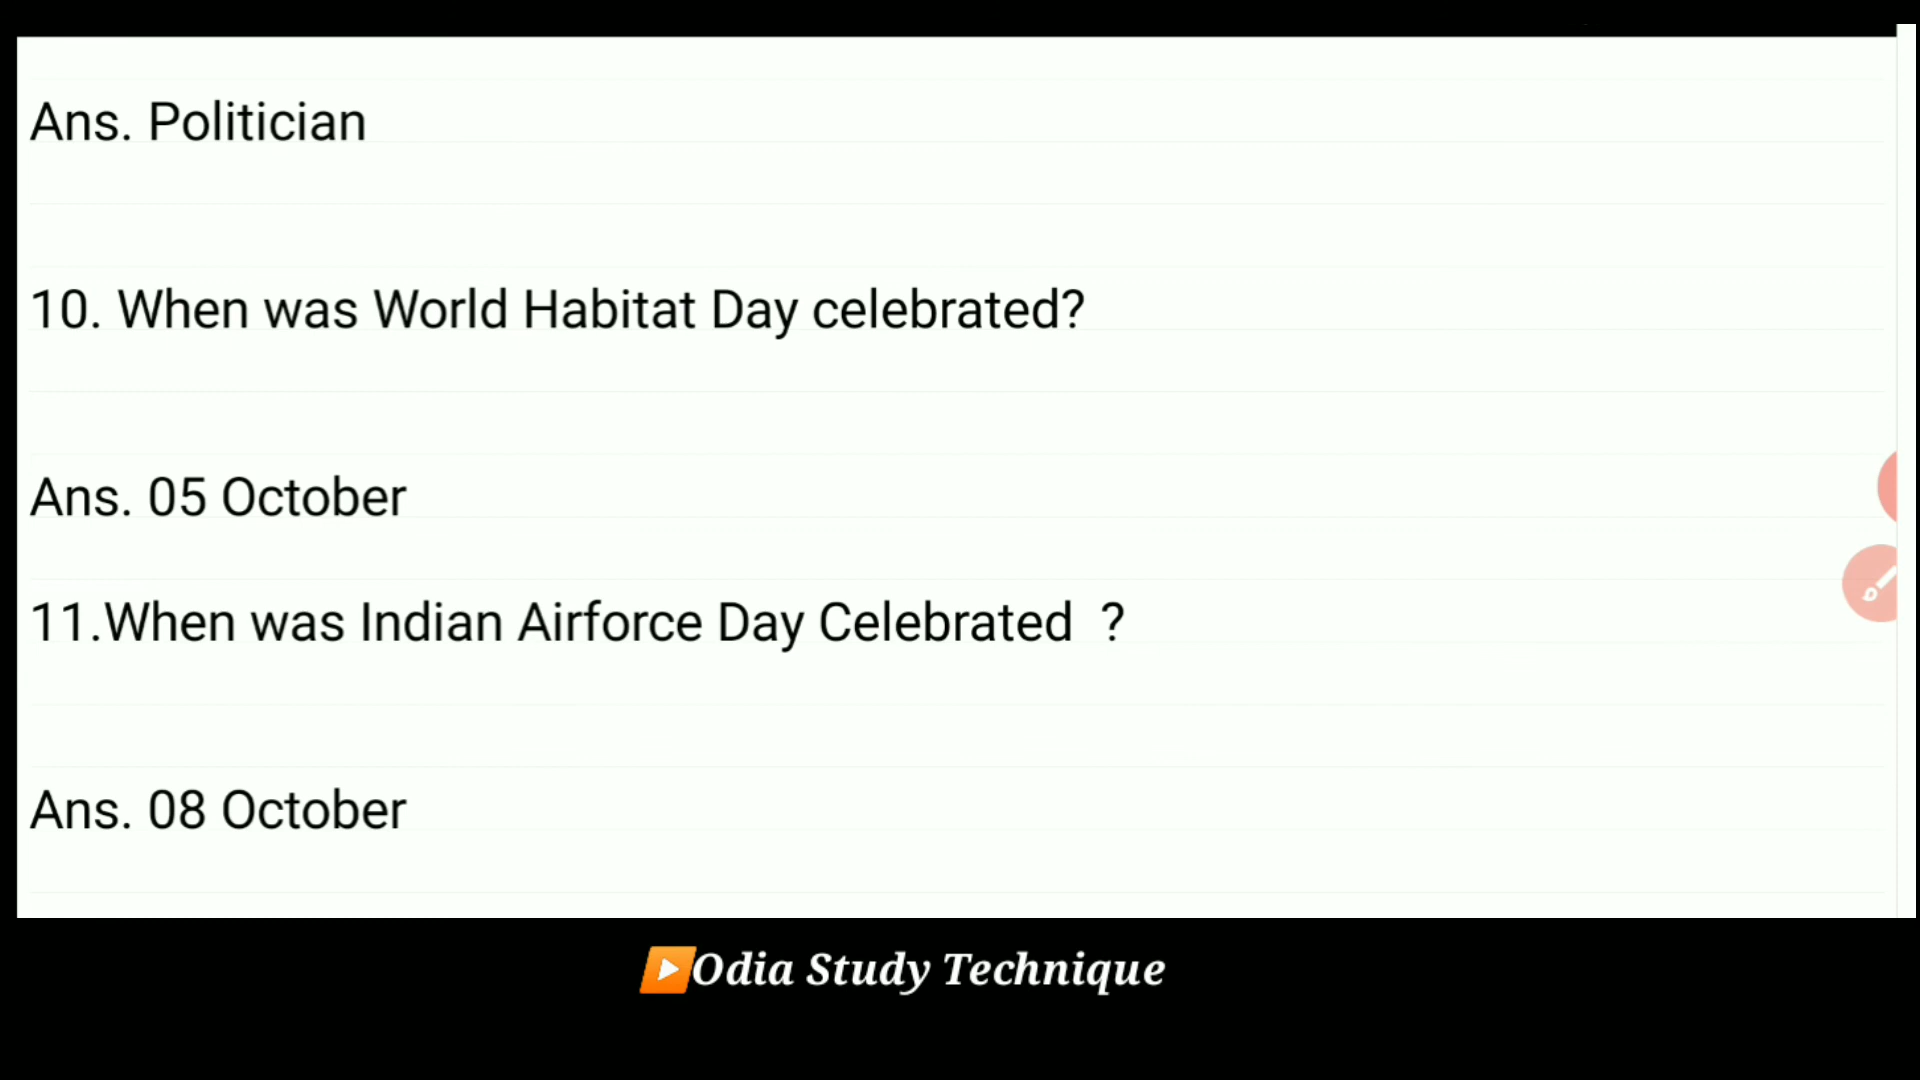 Ans. Politician
10. When was World Habitat Day celebrated?
Ans. 05 October
11.When was Indian Airforce Day Celebrated  ?
Ans. 08 October
▶Odia Study Technique